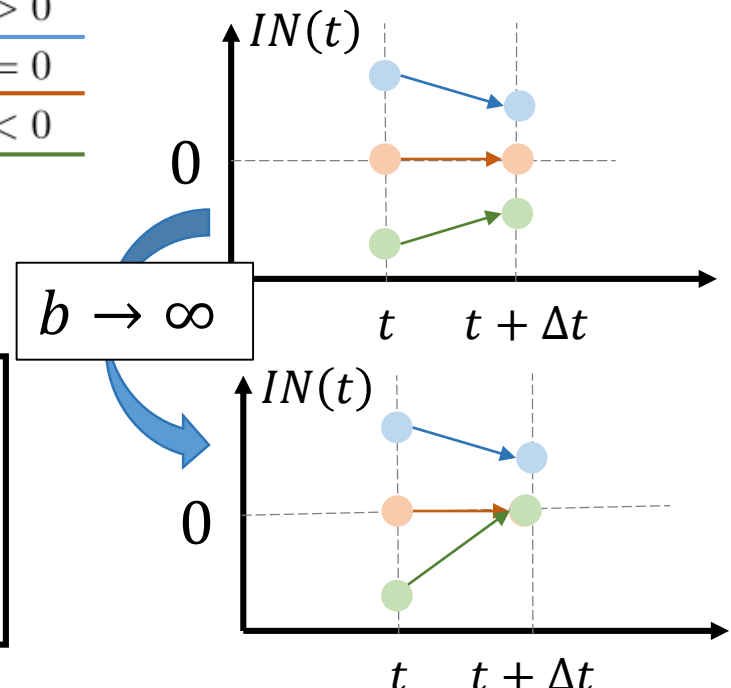 > 0
= 0
< 0
IN(t)
0
t
t + Δt
b → ∞
IN(t)
0
t
t + Δt